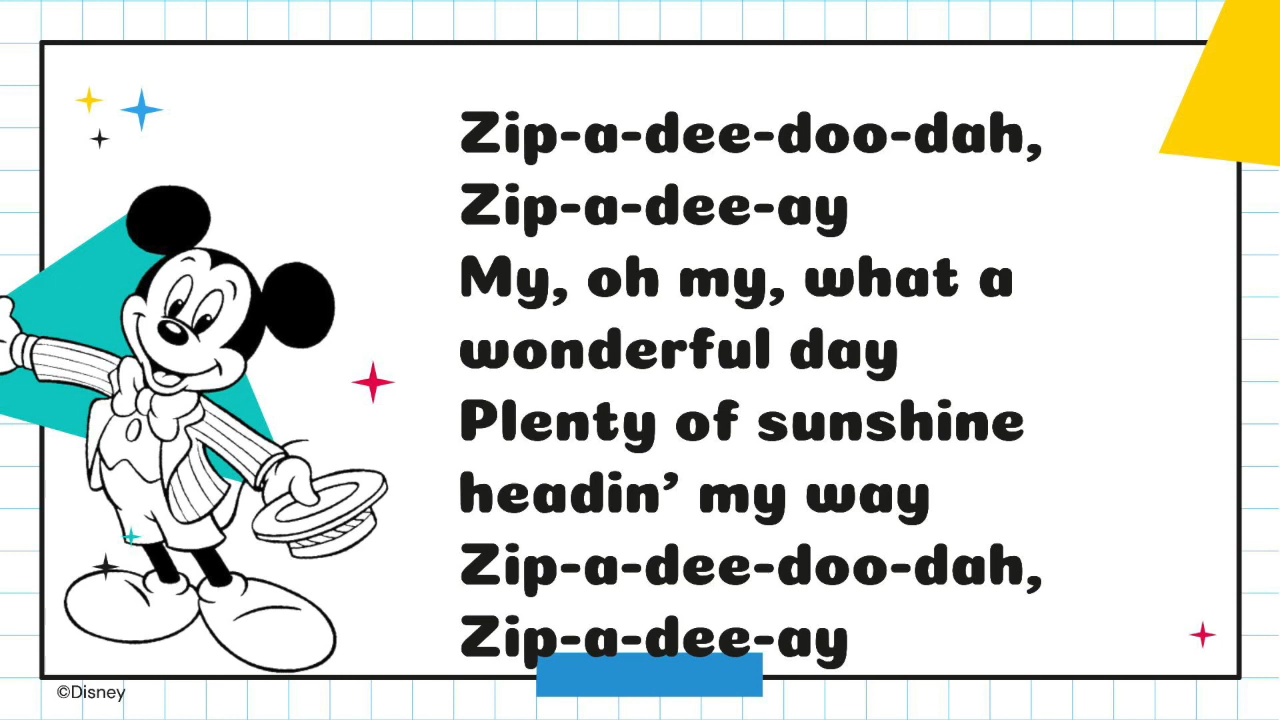 Zip-a-dee-doo-dah,
Zip-a-dee-ay
My, oh my, what a
wonderful day
Plenty of sunshine
headin’ my way
Zip-a-dee-doo-dah,
Zip-a-dee-ay
©Disney